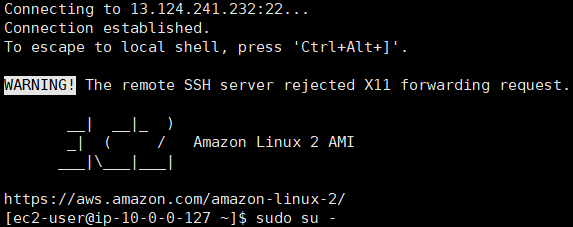 Connecting to 13.124.241.232:22...
Connection established.
To escape to local shell, press 'Ctrl+Alt+]'.
WARNING! The remote SSH server rejected X11 forwarding request.
       __|  __|_  )
       _|  (     /   Amazon Linux 2 AMI
      ___|\___|___|
https://aws.amazon.com/amazon-linux-2/
[ec2-user@ip-10-0-0-127 ~]$ sudo su -